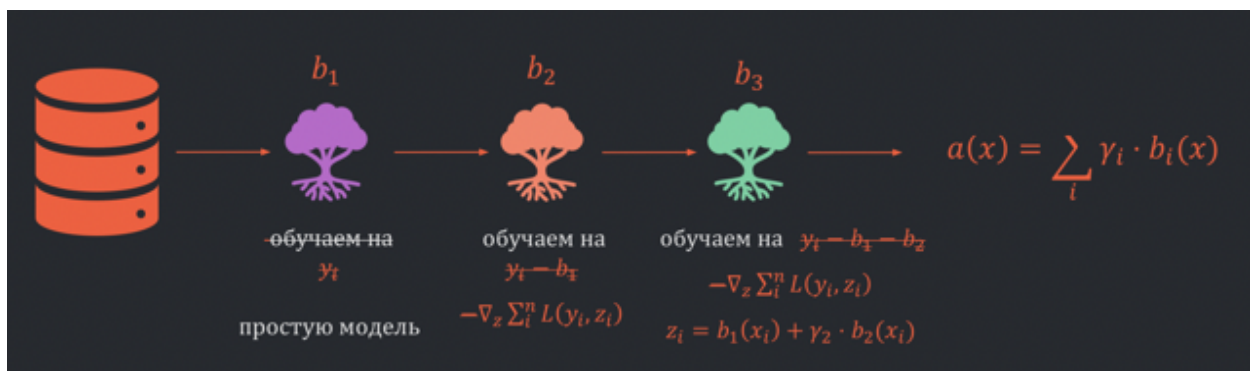 b₁
b₂
b₃
a(x) = ∑ᵢ γᵢ · bᵢ(x)
обучаем на
yᵢ
простую модель
обучаем на
yᵢ − b₁
−∇_z ∑ᵢⁿ L(yᵢ, zᵢ)
обучаем на yᵢ − b₁ − b₂
−∇_z ∑ᵢⁿ L(yᵢ, zᵢ)
zᵢ = b₁(xᵢ) + γ₂ · b₂(xᵢ)